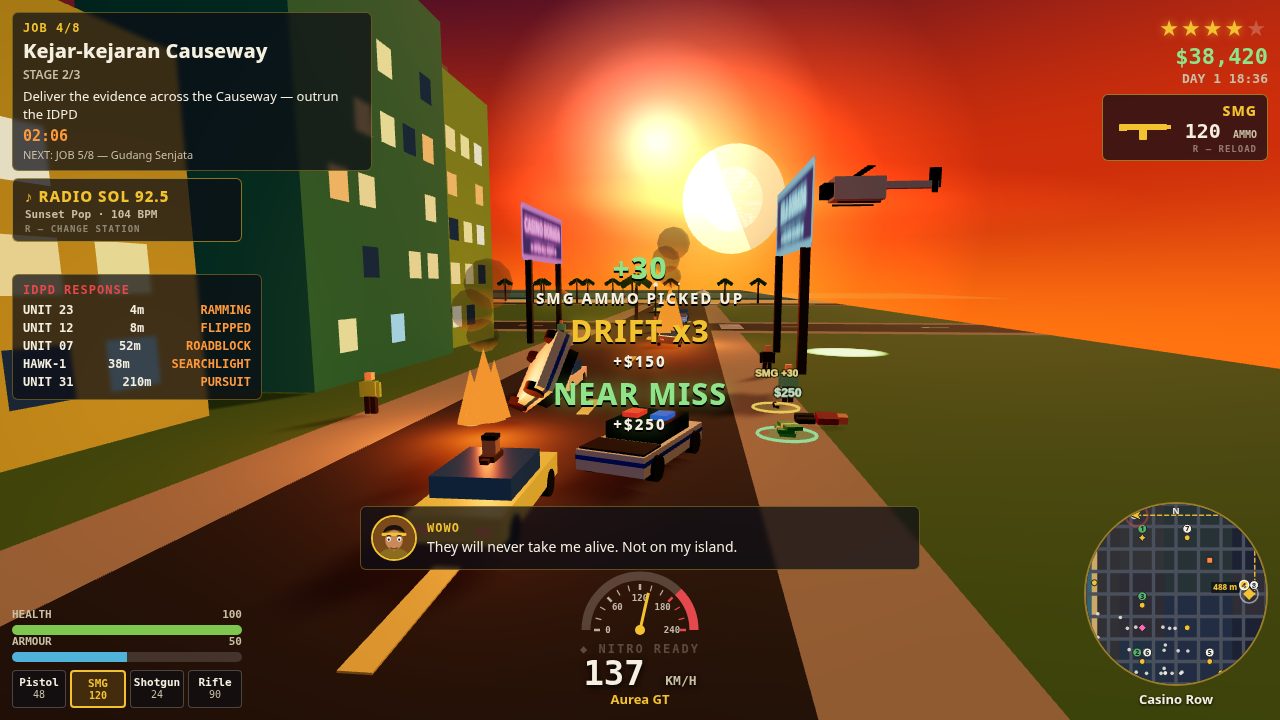 JOB 4/8
Kejar-kejaran Causeway
STAGE 2/3
Deliver the evidence across the Causeway — outrun
the IDPD
02:06
NEXT: JOB 5/8 — Gudang Senjata
♪ RADIO SOL 92.5
Sunset Pop · 104 BPM
R — CHANGE STATION
IDPD RESPONSE
UNIT 23 4m RAMMING
UNIT 12 8m FLIPPED
UNIT 07 52m ROADBLOCK
HAWK-1 38m SEARCHLIGHT
UNIT 31 210m PURSUIT
★★★★★
$38,420
DAY 1 18:36
SMG
120 AMMO
R — RELOAD
+30
SMG AMMO PICKED UP
DRIFT x3
+$150
NEAR MISS
+$250
SMG +30
$250
WOWO
They will never take me alive. Not on my island.
HEALTH 100
ARMOUR 50
Pistol
48
SMG
120
Shotgun
24
Rifle
90
0 60 120 180 240
◆ NITRO READY
137 KM/H
Aurea GT
N
488 m
Casino Row